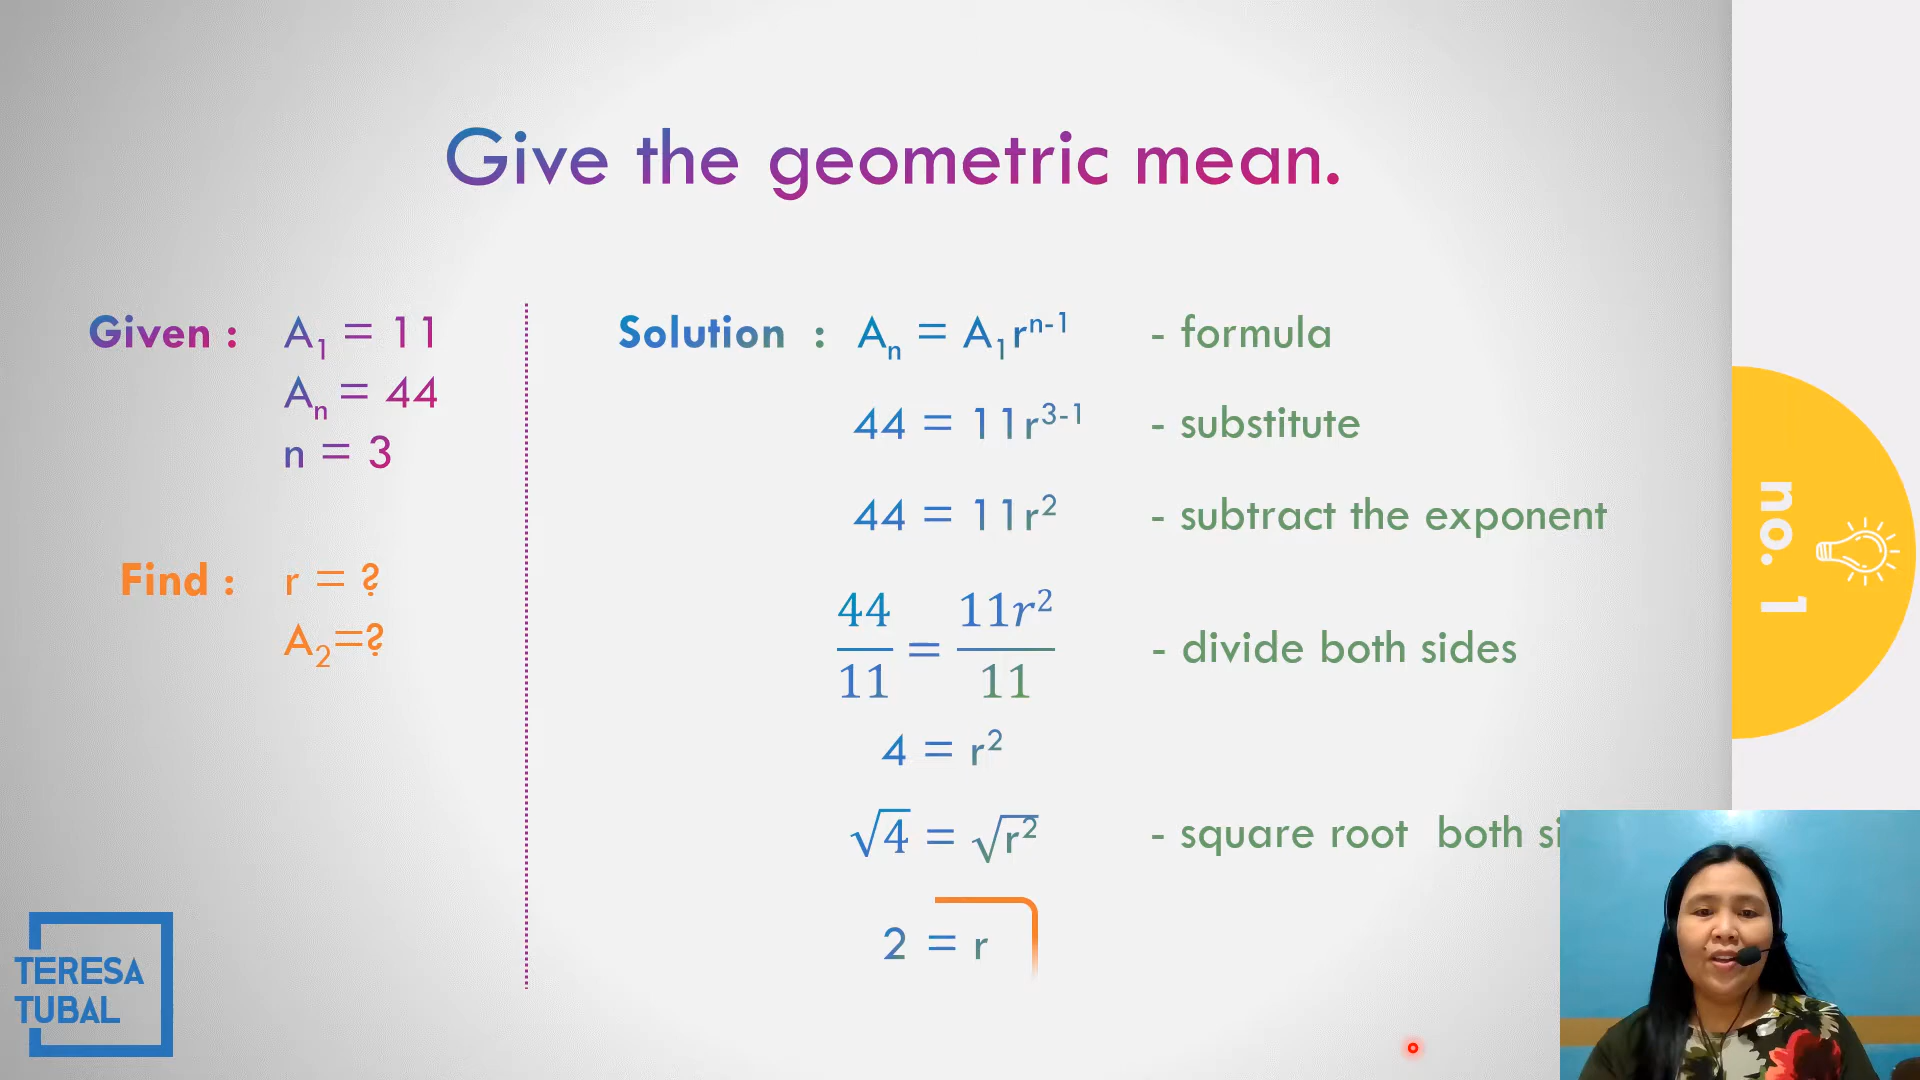 Give the geometric mean.
Given : A₁ = 11
Aₙ = 44
n = 3
Find : r = ?
A₂=?
Solution : Aₙ = A₁rⁿ⁻¹ - formula
44 = 11r³⁻¹ - substitute
44 = 11r² - subtract the exponent
44/11 = 11r²/11 - divide both sides
4 = r²
√4 = √r² - square root both si
2 = r
no. 1
TERESA
TUBAL